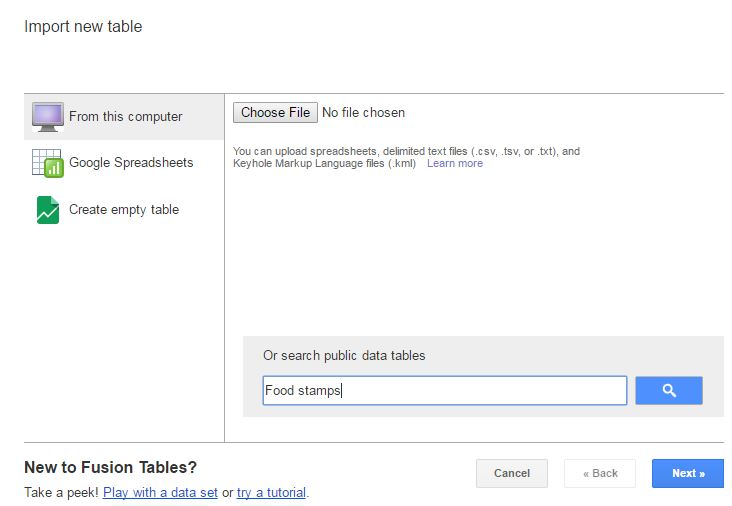 Import new table
From this computer
Google Spreadsheets
Create empty table
Choose File No file chosen
You can upload spreadsheets, delimited text files (.csv, .tsv, or .txt), and
Keyhole Markup Language files (.kml) Learn more
Or search public data tables
Food stamps
New to Fusion Tables?
Take a peek! Play with a data set or try a tutorial.
Cancel « Back Next »